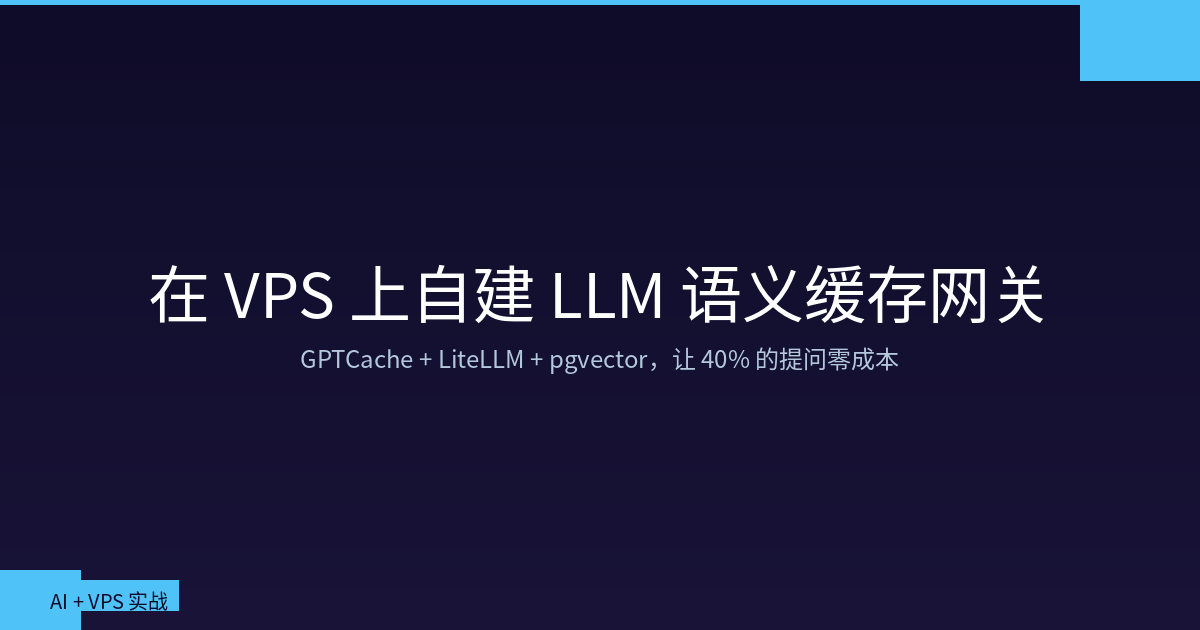 在 VPS 上自建 LLM 语义缓存网关
GPTCache + LiteLLM + pgvector，让 40% 的提问零成本
AI + VPS 实战